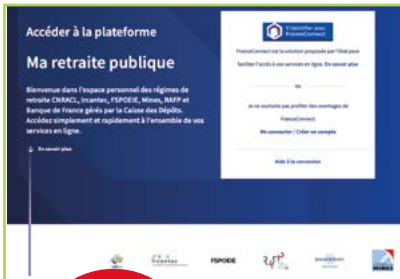 Accéder à la plateforme
Ma retraite publique
Bienvenue dans l'espace personnel des régimes de
retraite CNRACL, Ircantec, FSPOEIE, Mines, RAFP et
Banque de France gérés par la Caisse des Dépôts.
Accédez simplement et rapidement à l'ensemble de vos
services en ligne.
En savoir plus
S'identifier avec
FranceConnect
FranceConnect est la solution proposée par l'État pour
faciliter l'accès à vos services en ligne. En savoir plus
ou
Je ne souhaite pas profiter des avantages de
FranceConnect
Me connecter / Créer un compte
Aide à la connexion
ircantec
FSPOEIE
RAFP
MINES